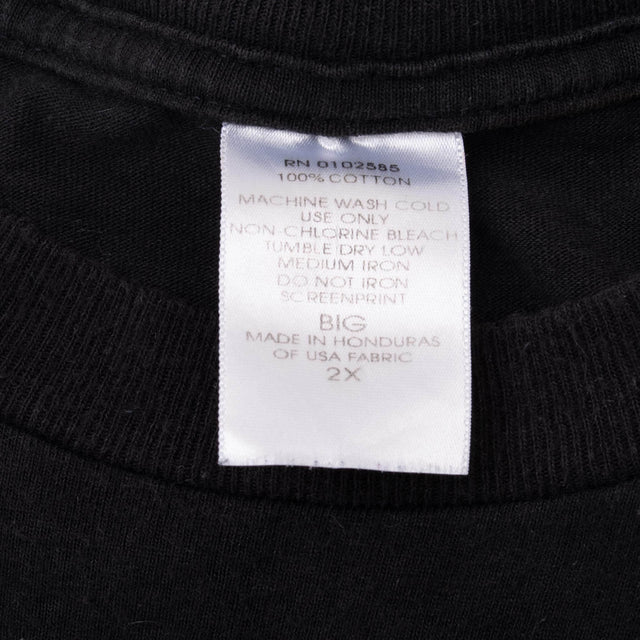 RN 0102585
100% COTTON
MACHINE WASH COLD
USE ONLY
NON CHLORINE BLEACH
TUMBLE DRY LOW
MEDIUM IRON
DO NOT IRON
SCREENPRINT
BIG
MADE IN HONDURAS
OF USA FABRIC
2X